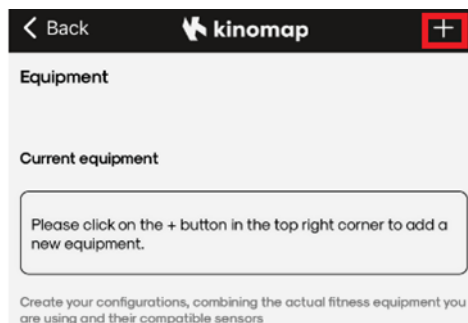 Back kinomap +
Equipment
Current equipment
Please click on the + button in the top right corner to add a
new equipment.
Create your configurations, combining the actual fitness equipment you
are using and their compatible sensors